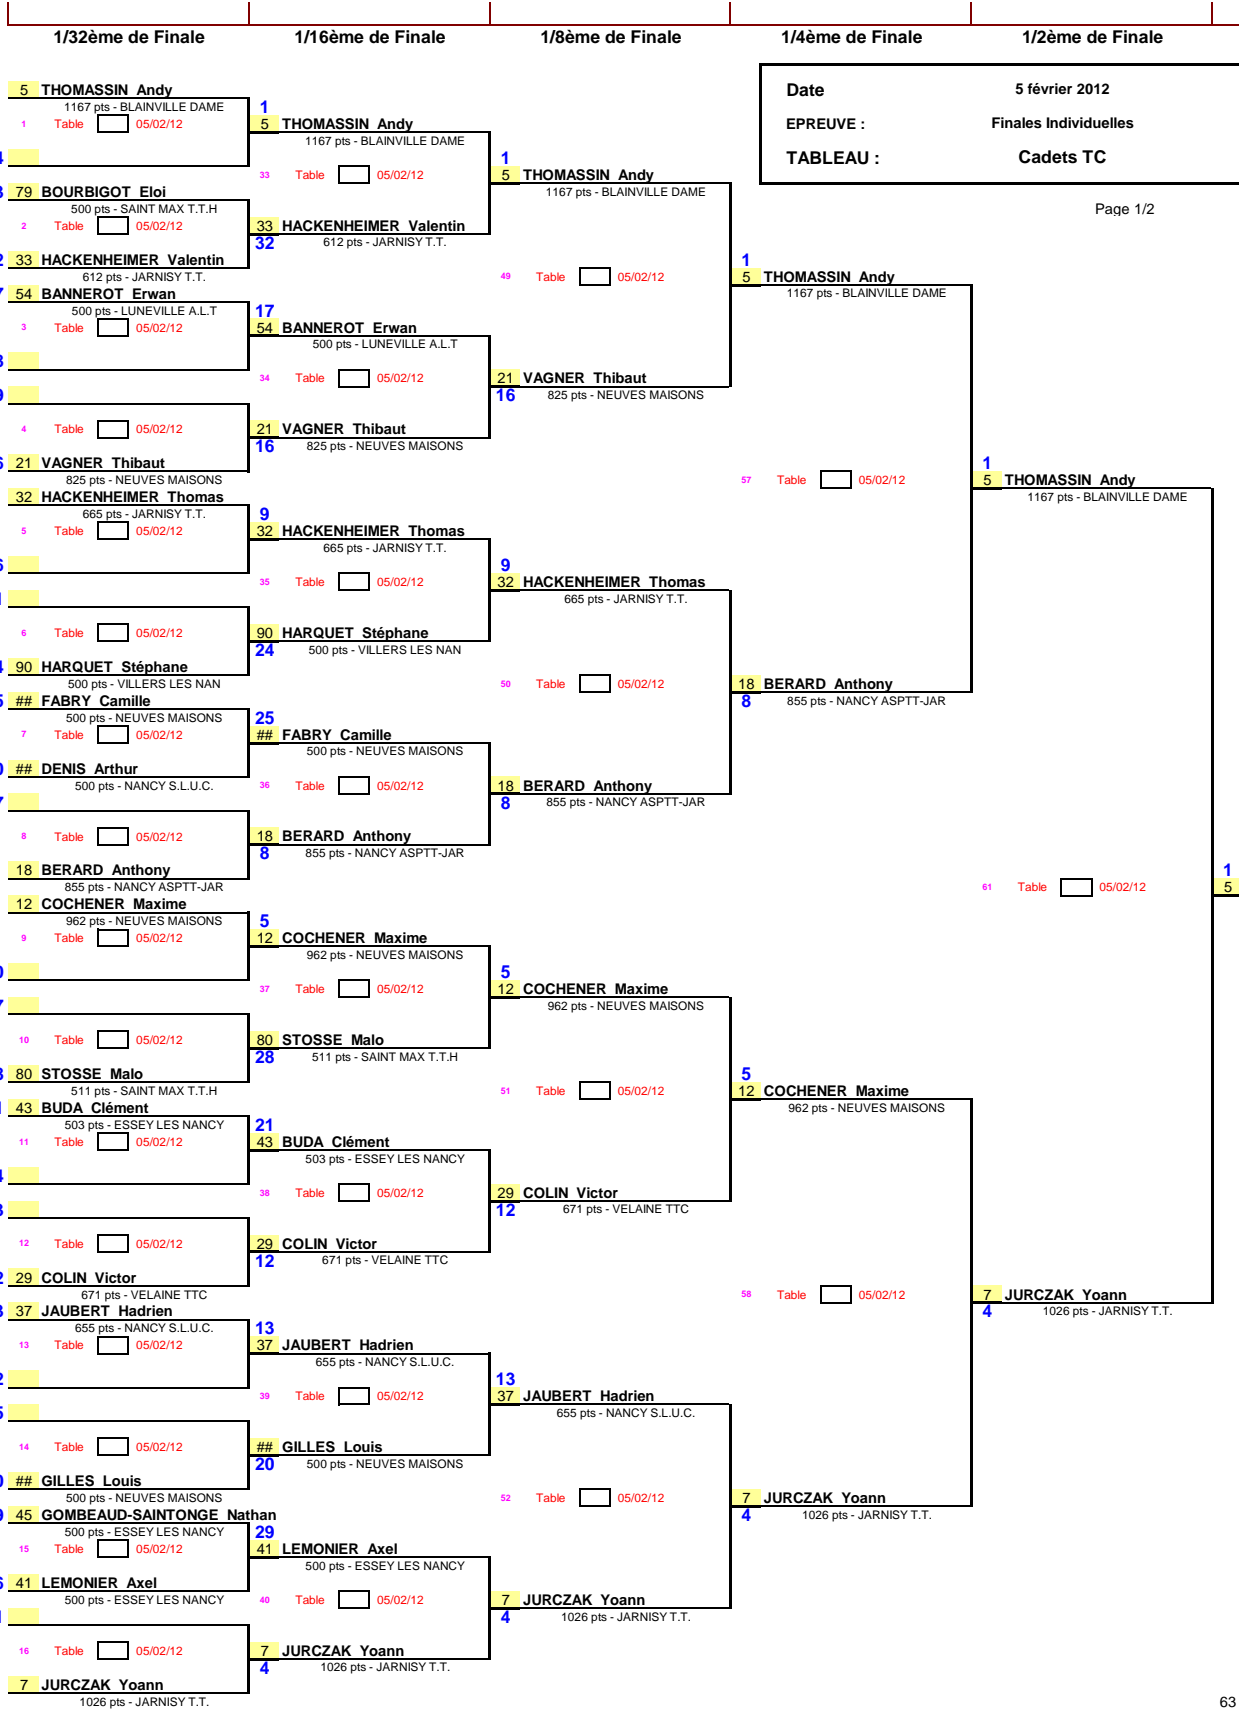 1/32ème de Finale 1/16ème de Finale 1/8ème de Finale 1/4ème de Finale 1/2ème de Finale
Date 5 février 2012
EPREUVE : Finales Individuelles
TABLEAU : Cadets TC
Page 1/2
5 THOMASSIN Andy
1167 pts - BLAINVILLE DAME
1 Table 05/02/12
79 BOURBIGOT Eloi
500 pts - SAINT MAX T.T.H
2 Table 05/02/12
33 HACKENHEIMER Valentin
612 pts - JARNISY T.T.
54 BANNEROT Erwan
500 pts - LUNEVILLE A.L.T
3 Table 05/02/12
4 Table 05/02/12
21 VAGNER Thibaut
825 pts - NEUVES MAISONS
32 HACKENHEIMER Thomas
665 pts - JARNISY T.T.
5 Table 05/02/12
6 Table 05/02/12
90 HARQUET Stéphane
500 pts - VILLERS LES NAN
## FABRY Camille
500 pts - NEUVES MAISONS
7 Table 05/02/12
## DENIS Arthur
500 pts - NANCY S.L.U.C.
8 Table 05/02/12
18 BERARD Anthony
855 pts - NANCY ASPTT-JAR
12 COCHENER Maxime
962 pts - NEUVES MAISONS
9 Table 05/02/12
10 Table 05/02/12
80 STOSSE Malo
511 pts - SAINT MAX T.T.H
43 BUDA Clément
503 pts - ESSEY LES NANCY
11 Table 05/02/12
12 Table 05/02/12
29 COLIN Victor
671 pts - VELAINE TTC
37 JAUBERT Hadrien
655 pts - NANCY S.L.U.C.
13 Table 05/02/12
14 Table 05/02/12
## GILLES Louis
500 pts - NEUVES MAISONS
45 GOMBEAUD-SAINTONGE Nathan
500 pts - ESSEY LES NANCY
15 Table 05/02/12
41 LEMONIER Axel
500 pts - ESSEY LES NANCY
16 Table 05/02/12
7 JURCZAK Yoann
1026 pts - JARNISY T.T.
1
5 THOMASSIN Andy
1167 pts - BLAINVILLE DAME
33 Table 05/02/12
33 HACKENHEIMER Valentin
32 612 pts - JARNISY T.T.
17
54 BANNEROT Erwan
500 pts - LUNEVILLE A.L.T
34 Table 05/02/12
21 VAGNER Thibaut
16 825 pts - NEUVES MAISONS
9
32 HACKENHEIMER Thomas
665 pts - JARNISY T.T.
35 Table 05/02/12
90 HARQUET Stéphane
24 500 pts - VILLERS LES NAN
25
## FABRY Camille
500 pts - NEUVES MAISONS
36 Table 05/02/12
18 BERARD Anthony
8 855 pts - NANCY ASPTT-JAR
5
12 COCHENER Maxime
962 pts - NEUVES MAISONS
37 Table 05/02/12
80 STOSSE Malo
28 511 pts - SAINT MAX T.T.H
21
43 BUDA Clément
503 pts - ESSEY LES NANCY
38 Table 05/02/12
29 COLIN Victor
12 671 pts - VELAINE TTC
13
37 JAUBERT Hadrien
655 pts - NANCY S.L.U.C.
39 Table 05/02/12
## GILLES Louis
20 500 pts - NEUVES MAISONS
29
41 LEMONIER Axel
500 pts - ESSEY LES NANCY
40 Table 05/02/12
7 JURCZAK Yoann
4 1026 pts - JARNISY T.T.
1
5 THOMASSIN Andy
1167 pts - BLAINVILLE DAME
49 Table 05/02/12
21 VAGNER Thibaut
16 825 pts - NEUVES MAISONS
9
32 HACKENHEIMER Thomas
665 pts - JARNISY T.T.
50 Table 05/02/12
18 BERARD Anthony
8 855 pts - NANCY ASPTT-JAR
5
12 COCHENER Maxime
962 pts - NEUVES MAISONS
51 Table 05/02/12
29 COLIN Victor
12 671 pts - VELAINE TTC
13
37 JAUBERT Hadrien
655 pts - NANCY S.L.U.C.
52 Table 05/02/12
7 JURCZAK Yoann
4 1026 pts - JARNISY T.T.
1
5 THOMASSIN Andy
1167 pts - BLAINVILLE DAME
57 Table 05/02/12
18 BERARD Anthony
8 855 pts - NANCY ASPTT-JAR
5
12 COCHENER Maxime
962 pts - NEUVES MAISONS
58 Table 05/02/12
7 JURCZAK Yoann
4 1026 pts - JARNISY T.T.
1
5 THOMASSIN Andy
1167 pts - BLAINVILLE DAME
61 Table 05/02/12
7 JURCZAK Yoann
4 1026 pts - JARNISY T.T.
1
5
63